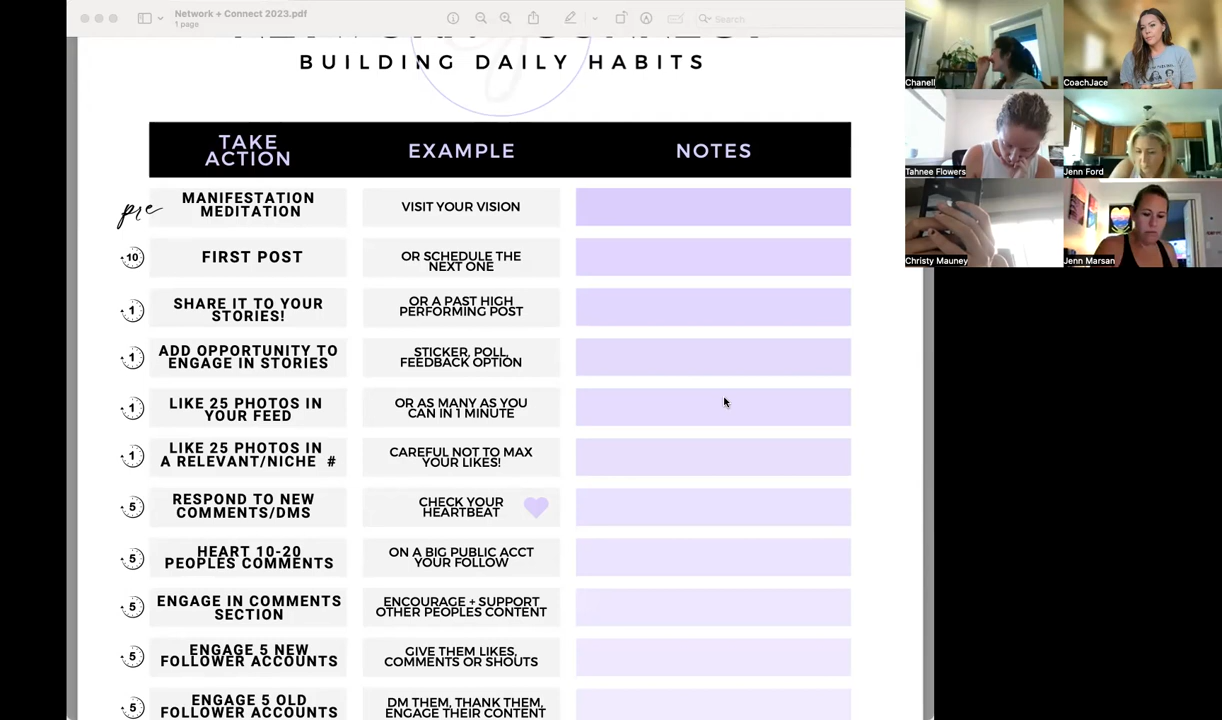 Network + Connect 2023.pdf
1 page
Search
BUILDING DAILY HABITS
TAKE
ACTION
EXAMPLE
NOTES
pre
MANIFESTATION
MEDITATION
VISIT YOUR VISION
10
FIRST POST
OR SCHEDULE THE
NEXT ONE
1
SHARE IT TO YOUR
STORIES!
OR A PAST HIGH
PERFORMING POST
1
ADD OPPORTUNITY TO
ENGAGE IN STORIES
STICKER, POLL,
FEEDBACK OPTION
1
LIKE 25 PHOTOS IN
YOUR FEED
OR AS MANY AS YOU
CAN IN 1 MINUTE
1
LIKE 25 PHOTOS IN
A RELEVANT/NICHE #
CAREFUL NOT TO MAX
YOUR LIKES!
5
RESPOND TO NEW
COMMENTS/DMS
CHECK YOUR
HEARTBEAT
5
HEART 10-20
PEOPLES COMMENTS
ON A BIG PUBLIC ACCT
YOUR FOLLOW
5
ENGAGE IN COMMENTS
SECTION
ENCOURAGE + SUPPORT
OTHER PEOPLES CONTENT
5
ENGAGE 5 NEW
FOLLOWER ACCOUNTS
GIVE THEM LIKES,
COMMENTS OR SHOUTS
5
ENGAGE 5 OLD
FOLLOWER ACCOUNTS
DM THEM, THANK THEM,
ENGAGE THEIR CONTENT
Chanell
CoachJace
Tahnee Flowers
Jenn Ford
Christy Mauney
Jenn Marsan